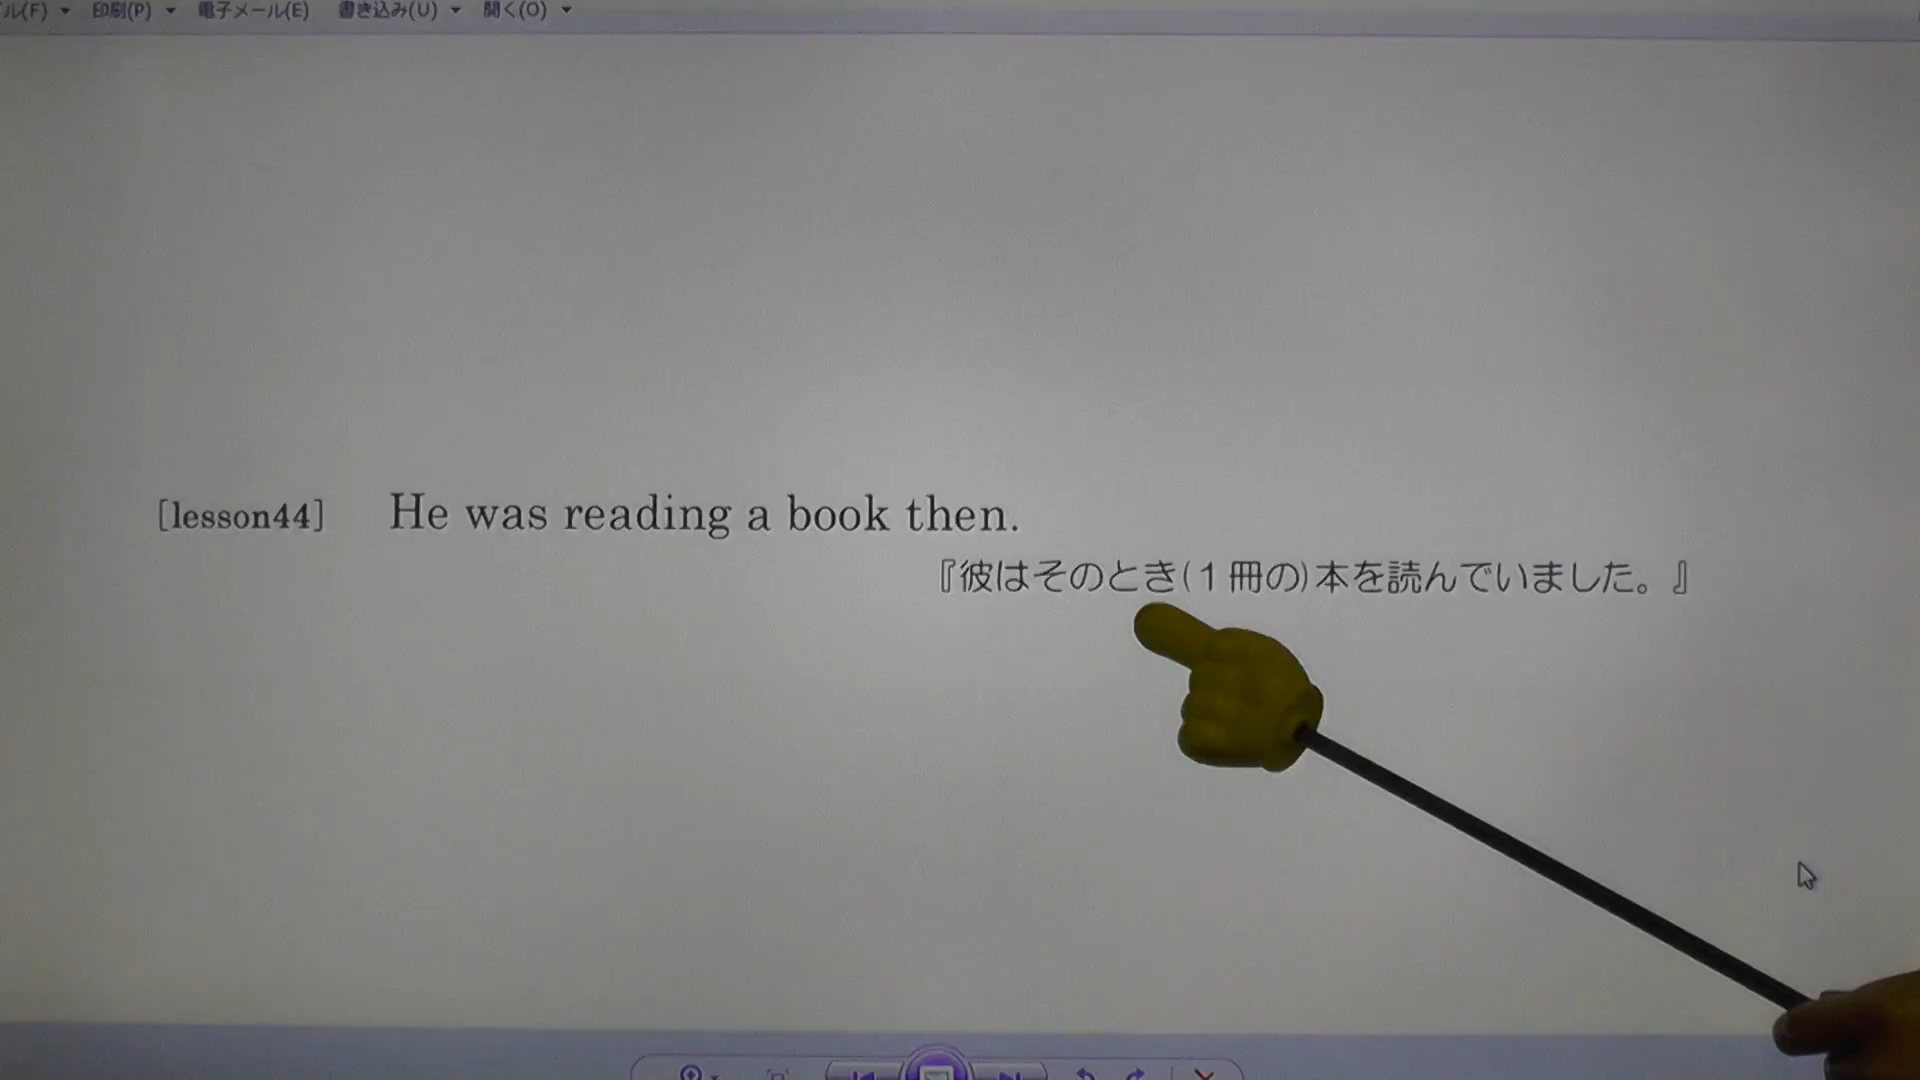 ル(F) 印刷(P) 電子メール(E) 書き込み(U) 開く(O)
[lesson44] He was reading a book then.
『彼はそのとき(1冊の)本を読んでいました。』